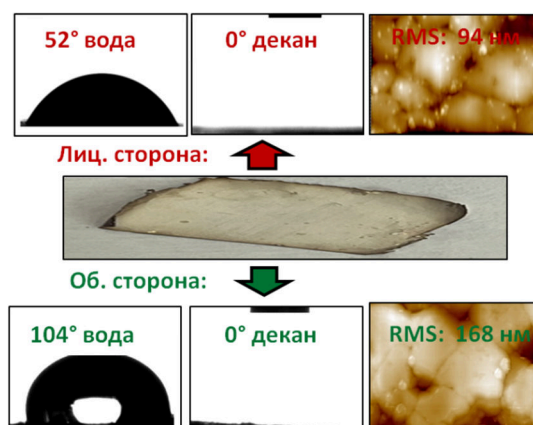 52° вода
0° декан
RMS: 94 нм
Лиц. сторона:
Об. сторона:
104° вода
0° декан
RMS: 168 нм